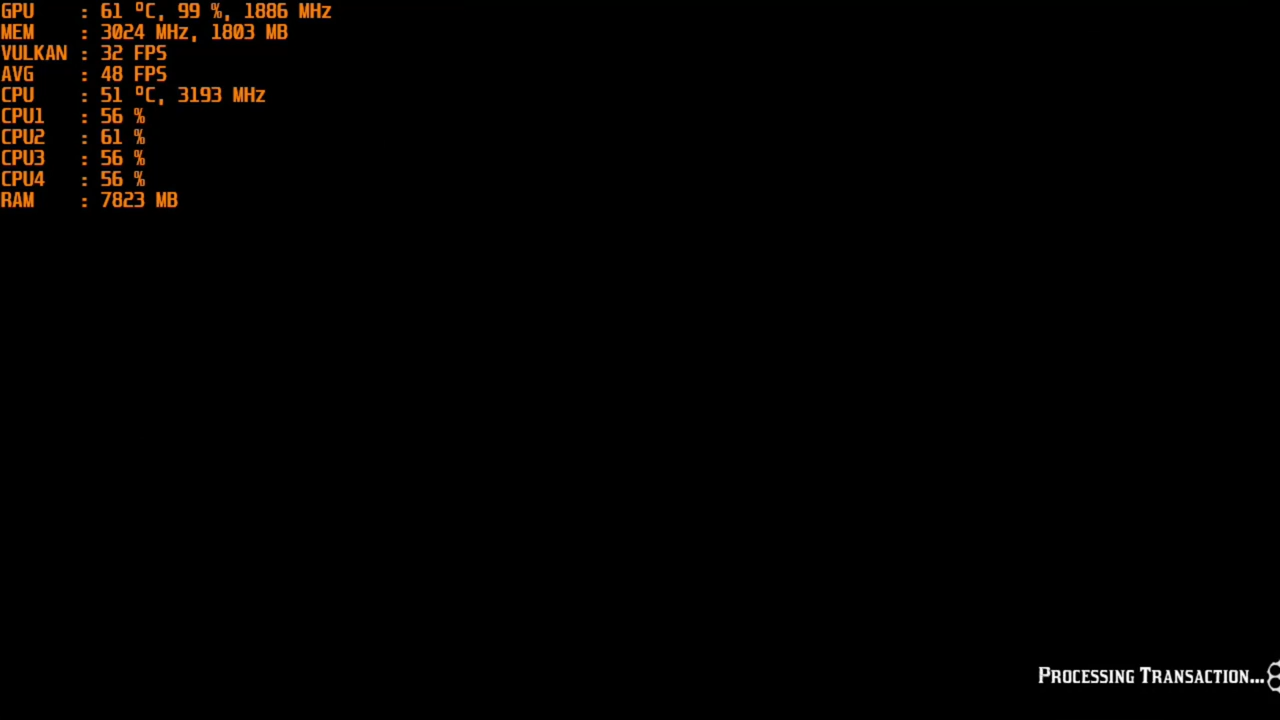 GPU : 61 °C, 99 %, 1886 MHz
MEM : 3024 MHz, 1803 MB
VULKAN : 32 FPS
AVG : 48 FPS
CPU : 51 °C, 3193 MHz
CPU1 : 56 %
CPU2 : 61 %
CPU3 : 56 %
CPU4 : 56 %
RAM : 7823 MB
Processing Transaction...